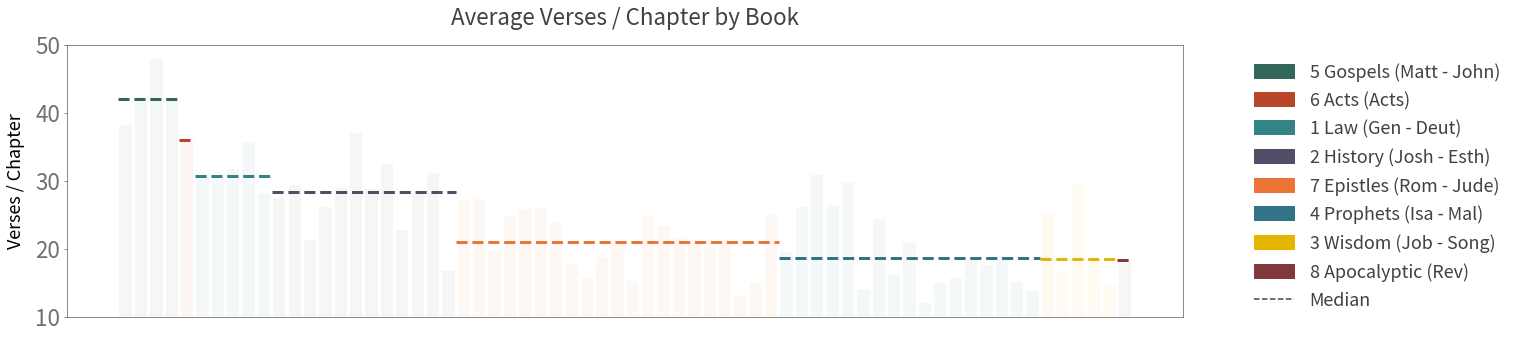 Average Verses / Chapter by Book
50
40
30
20
10
Verses / Chapter
5 Gospels (Matt - John)
6 Acts (Acts)
1 Law (Gen - Deut)
2 History (Josh - Esth)
7 Epistles (Rom - Jude)
4 Prophets (Isa - Mal)
3 Wisdom (Job - Song)
8 Apocalyptic (Rev)
Median